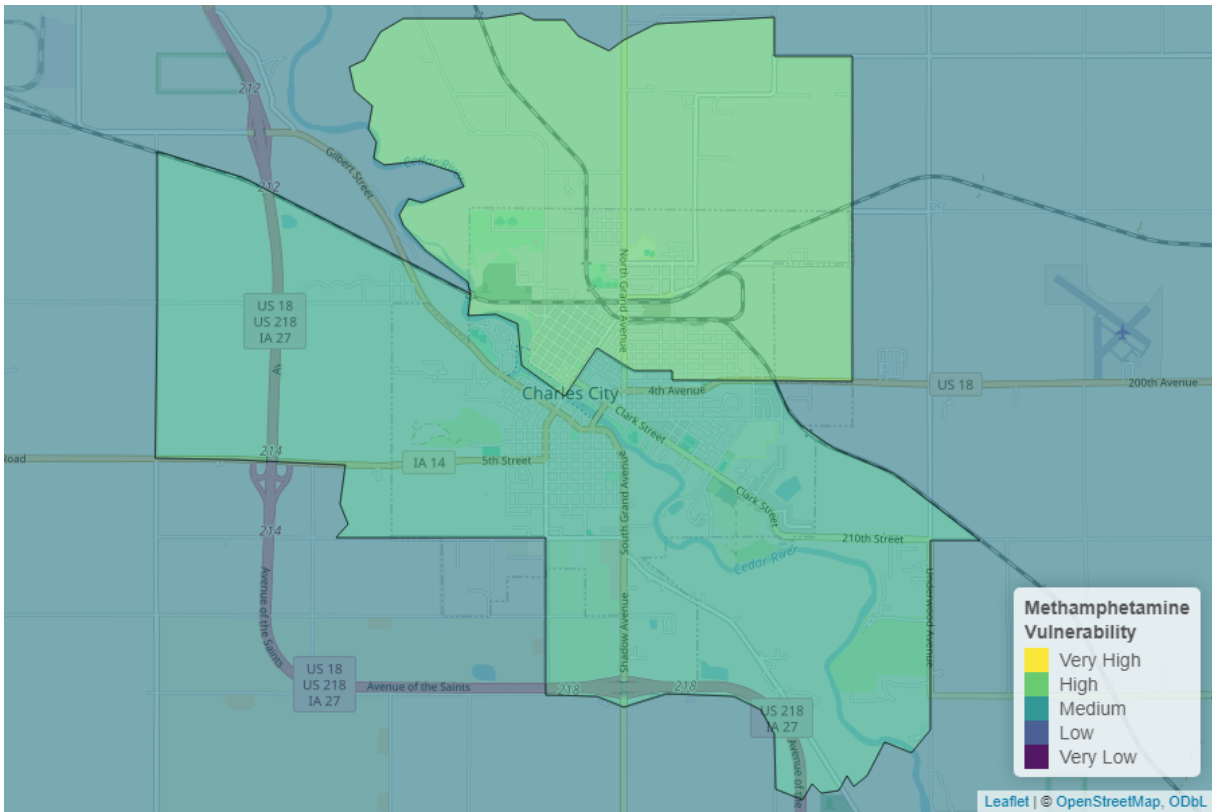 212
Gilbert Street
Cedar River
212
North Grand Avenue
US 18
US 218
IA 27
Charles City
4th Avenue
US 18
200th Avenue
Clark Street
214
Road
IA 14
5th Street
South Grand Avenue
Clark Street
214
210th Street
Cedar River
Avenue of the Saints
Shadow Avenue
Underwood Avenue
US 18
US 218
IA 27
Avenue of the Saints
218
218
US 218
IA 27
Avenue of the
Methamphetamine
Vulnerability
Very High
High
Medium
Low
Very Low
Leaflet | © OpenStreetMap, ODbL